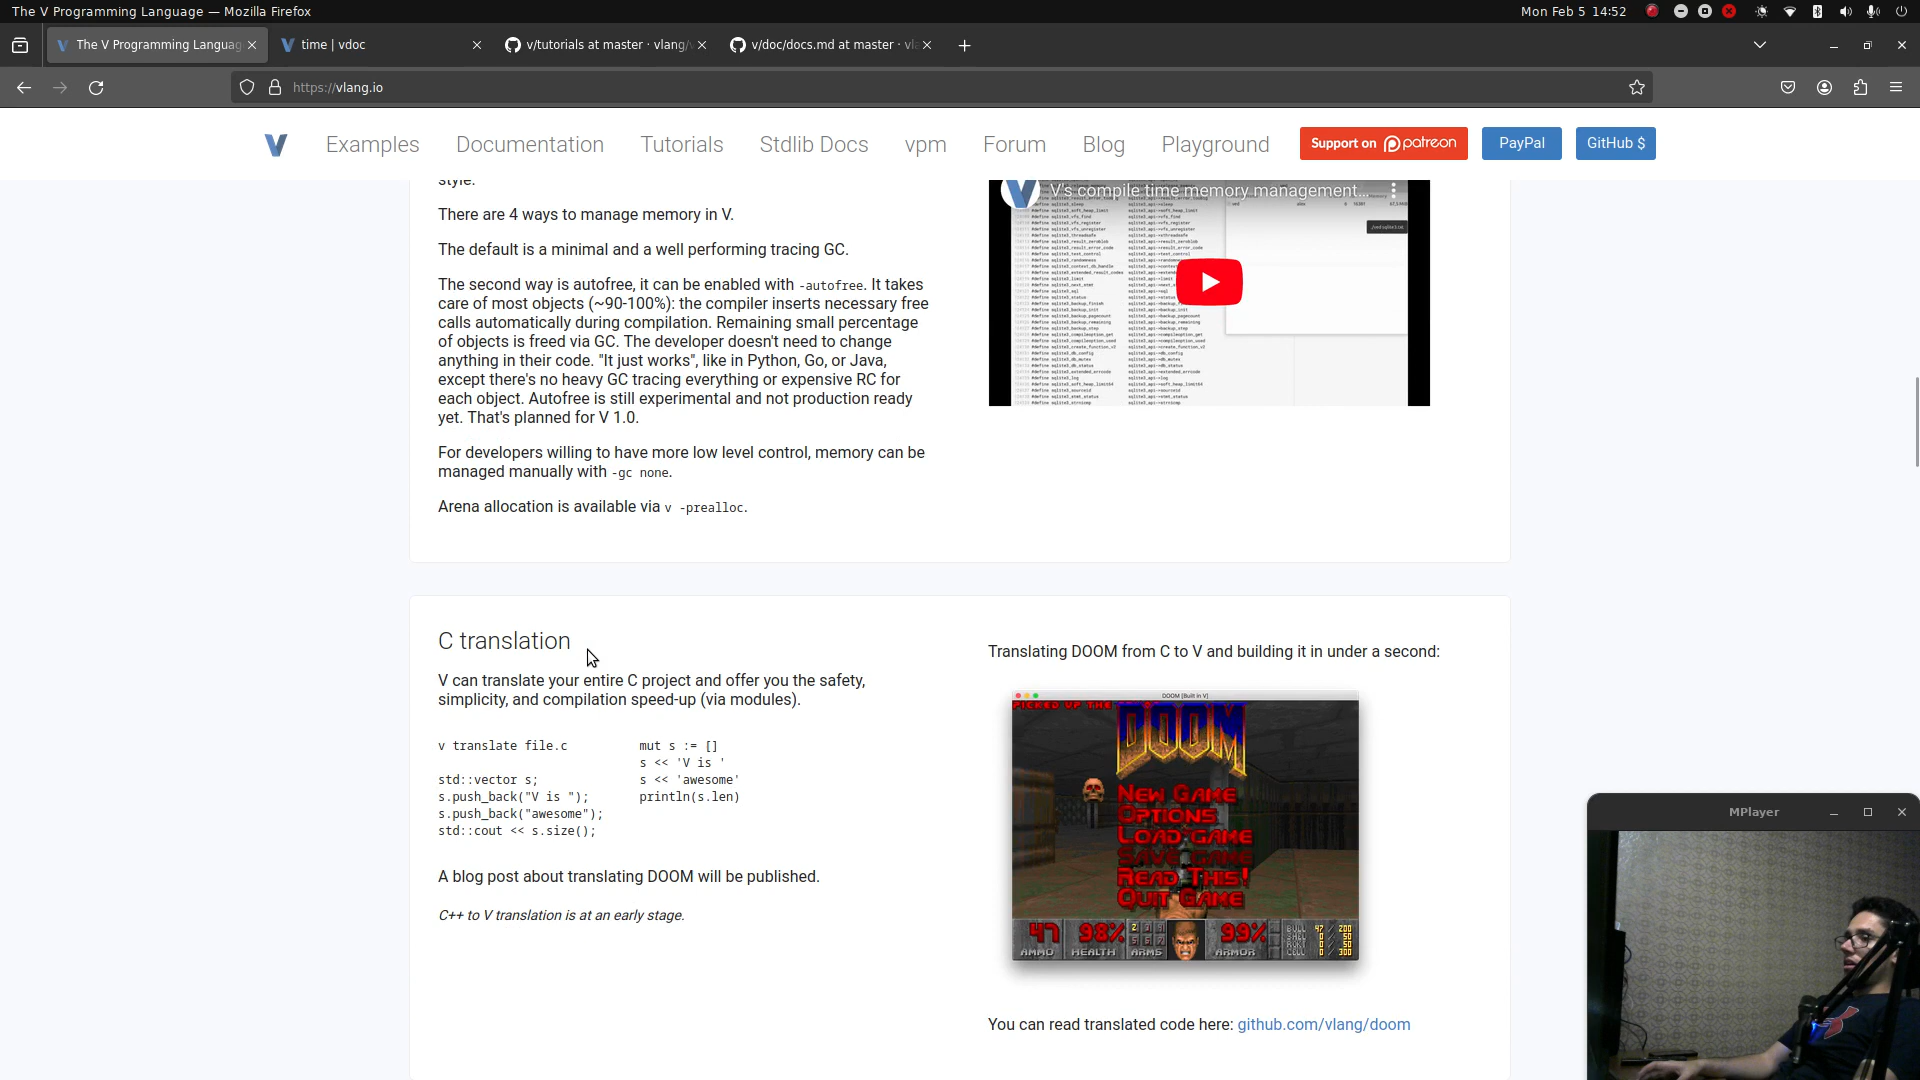 The V Programming Language — Mozilla Firefox
Mon Feb 5 14:52
The V Programming Languag
time | vdoc
v/tutorials at master · vlang/
v/doc/docs.md at master · vl
https://vlang.io
Examples
Documentation
Tutorials
Stdlib Docs
vpm
Forum
Blog
Playground
Support on patreon
PayPal
GitHub $
style.
There are 4 ways to manage memory in V.
The default is a minimal and a well performing tracing GC.
The second way is autofree, it can be enabled with -autofree. It takes
care of most objects (~90-100%): the compiler inserts necessary free
calls automatically during compilation. Remaining small percentage
of objects is freed via GC. The developer doesn't need to change
anything in their code. "It just works", like in Python, Go, or Java,
except there's no heavy GC tracing everything or expensive RC for
each object. Autofree is still experimental and not production ready
yet. That's planned for V 1.0.
For developers willing to have more low level control, memory can be
managed manually with -gc none.
Arena allocation is available via v -prealloc.
V's compile time memory management...
C translation
V can translate your entire C project and offer you the safety,
simplicity, and compilation speed-up (via modules).
v translate file.c
std::vector s;
s.push_back("V is ");
s.push_back("awesome");
std::cout << s.size();
mut s := []
s << 'V is '
s << 'awesome'
println(s.len)
A blog post about translating DOOM will be published.
C++ to V translation is at an early stage.
Translating DOOM from C to V and building it in under a second:
DOOM [Built in V]
PICKED UP THE
DOOM
NEW GAME
OPTIONS
LOAD GAME
SAVE GAME
READ THIS!
QUIT GAME
47
98%
99%
AMMO
HEALTH
ARMS
ARMOR
You can read translated code here: github.com/vlang/doom
MPlayer